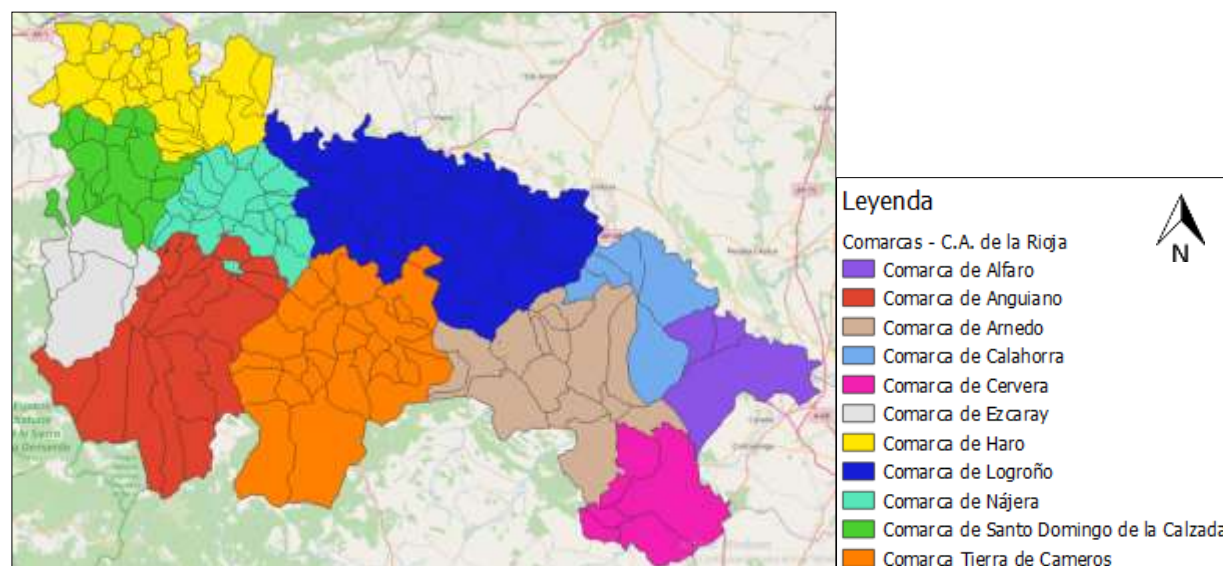 Leyenda
N
Comarcas - C.A. de la Rioja
Comarca de Alfaro
Comarca de Anguiano
Comarca de Arnedo
Comarca de Calahorra
Comarca de Cervera
Comarca de Ezcaray
Comarca de Haro
Comarca de Logroño
Comarca de Nájera
Comarca de Santo Domingo de la Calzada
Comarca Tierra de Cameros